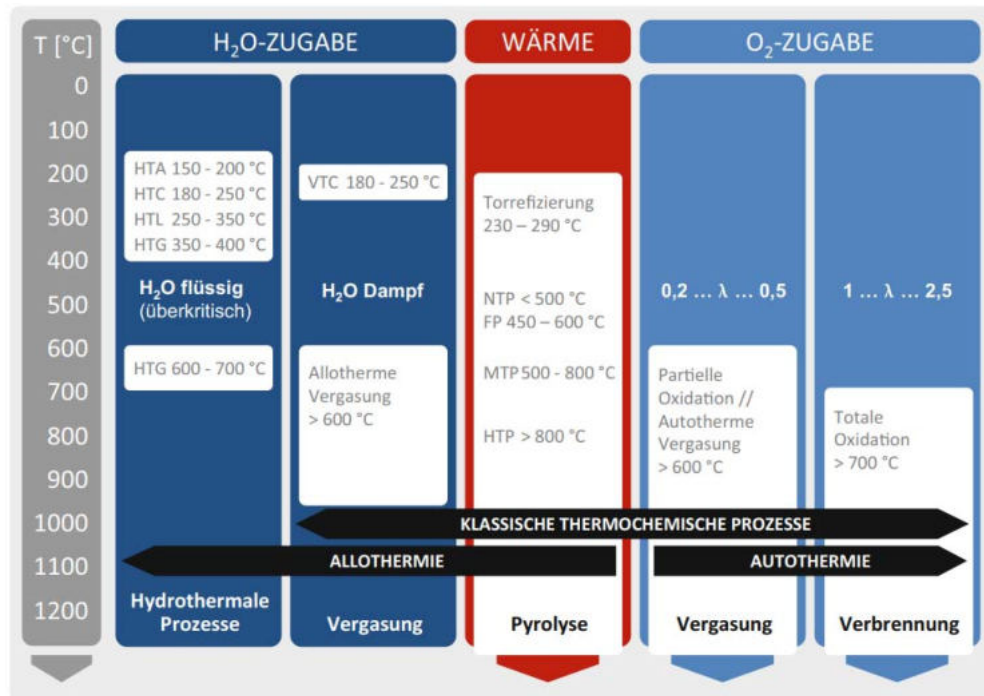 T [°C]
H₂O-ZUGABE
WÄRME
O₂-ZUGABE
0
100
200
300
400
500
600
700
800
900
1000
1100
1200
HTA 150 - 200 °C
HTC 180 - 250 °C
HTL 250 - 350 °C
HTG 350 - 400 °C
H₂O flüssig
(überkritisch)
HTG 600 - 700 °C
Hydrothermale
Prozesse
VTC 180 - 250 °C
H₂O Dampf
Allotherme
Vergasung
> 600 °C
Vergasung
Torrefizierung
230 – 290 °C
NTP < 500 °C
FP 450 – 600 °C
MTP 500 - 800 °C
HTP > 800 °C
Pyrolyse
0,2 ... λ ... 0,5
Partielle
Oxidation //
Autotherme
Vergasung
> 600 °C
Vergasung
1 ... λ ... 2,5
Totale
Oxidation
> 700 °C
Verbrennung
KLASSISCHE THERMOCHEMISCHE PROZESSE
ALLOTHERMIE
AUTOTHERMIE